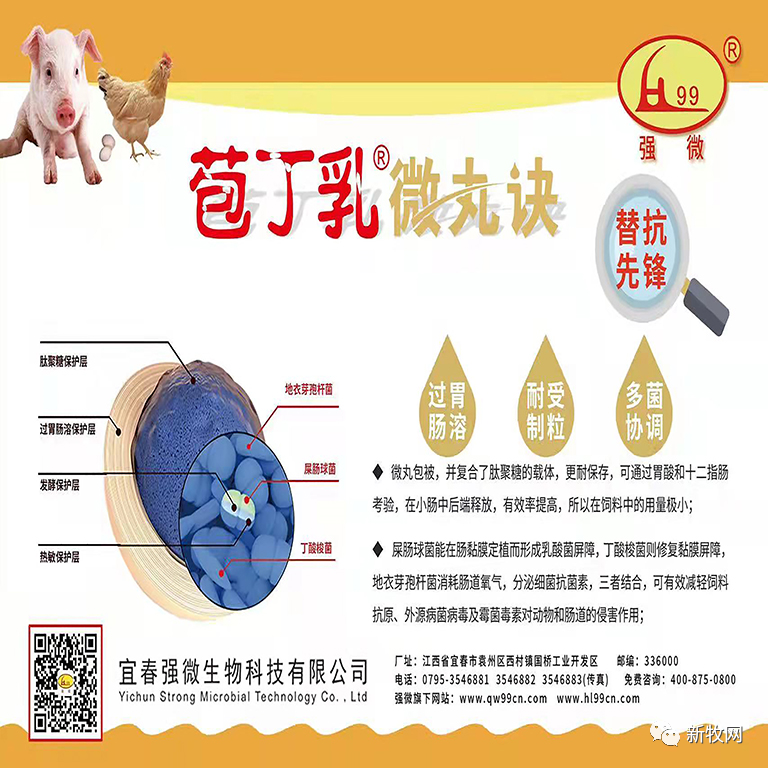 H 99 ®
强微
苞丁乳®微丸诀
替抗
先锋
肽聚糖保护层
过胃肠溶保护层
发酵保护层
热敏保护层
地衣芽孢杆菌
屎肠球菌
丁酸梭菌
过胃
肠溶
耐受
制粒
多菌
协调
◆ 微丸包被，并复合了肽聚糖的载体，更耐保存，可通过胃酸和十二指肠
考验，在小肠中后端释放，有效率提高，所以在饲料中的用量极小；
◆ 屎肠球菌能在肠黏膜定植而形成乳酸菌屏障，丁酸梭菌则修复黏膜屏障，
地衣芽孢杆菌消耗肠道氧气，分泌细菌抗菌素，三者结合，可有效减轻饲料
抗原、外源病菌病毒及霉菌毒素对动物和肠道的侵害作用；
宜春强微生物科技有限公司
Yichun Strong Microbial Technology Co.，Ltd
厂址：江西省宜春市袁州区西村镇国桥工业开发区 邮编：336000
电话：0795-3546881 3546882 3546883(传真) 免费咨询：400-875-0800
强微旗下网站：www.qw99cn.com www.hl99cn.com
新牧网